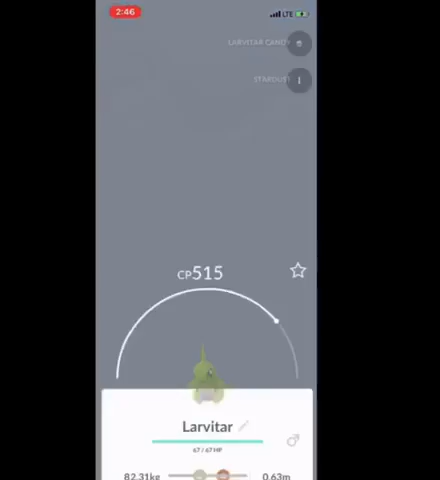 2:46
LTE
LARVITAR CANDY
STARDUST
CP515
Larvitar
67 / 67 HP
82.31kg
0.63m